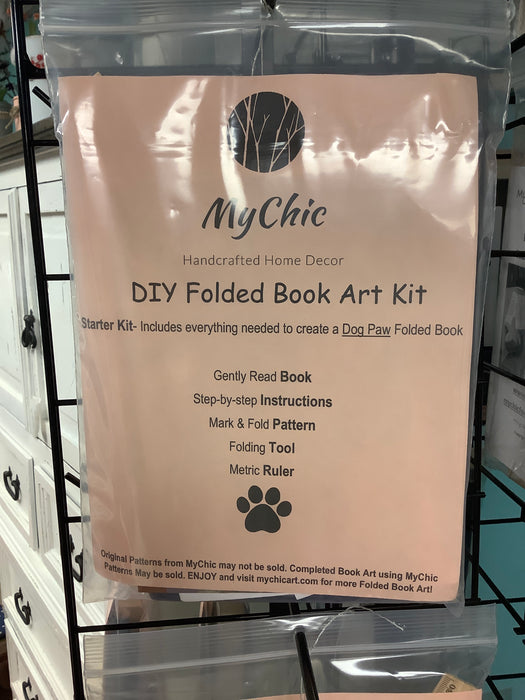 MyChic
Handcrafted Home Decor
DIY Folded Book Art Kit
Starter Kit- Includes everything needed to create a Dog Paw Folded Book
Gently Read Book
Step-by-step Instructions
Mark & Fold Pattern
Folding Tool
Metric Ruler
Original Patterns from MyChic may not be sold. Completed Book Art using MyChic
Patterns May be sold. ENJOY and visit mychicart.com for more Folded Book Art!